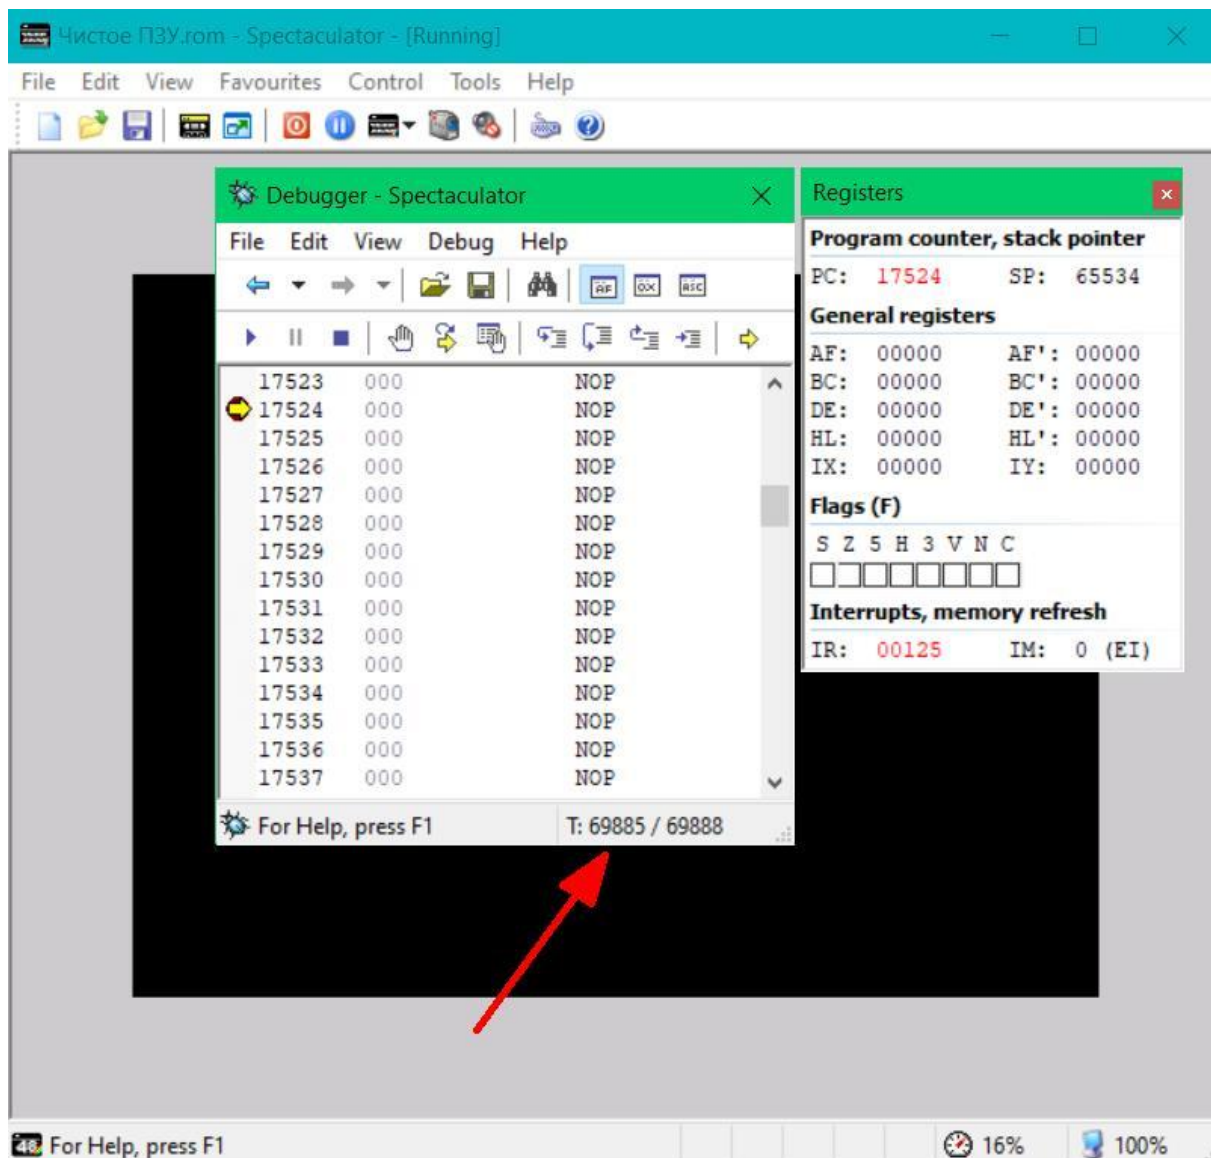 Чистое ПЗУ.rom - Spectaculator - [Running]
File Edit View Favourites Control Tools Help
Debugger - Spectaculator
File Edit View Debug Help
17523 000 NOP
17524 000 NOP
17525 000 NOP
17526 000 NOP
17527 000 NOP
17528 000 NOP
17529 000 NOP
17530 000 NOP
17531 000 NOP
17532 000 NOP
17533 000 NOP
17534 000 NOP
17535 000 NOP
17536 000 NOP
17537 000 NOP
For Help, press F1 T: 69885 / 69888
Registers
Program counter, stack pointer
PC: 17524 SP: 65534
General registers
AF: 00000 AF': 00000
BC: 00000 BC': 00000
DE: 00000 DE': 00000
HL: 00000 HL': 00000
IX: 00000 IY: 00000
Flags (F)
S Z 5 H 3 V N C
Interrupts, memory refresh
IR: 00125 IM: 0 (EI)
48 For Help, press F1 16% 100%